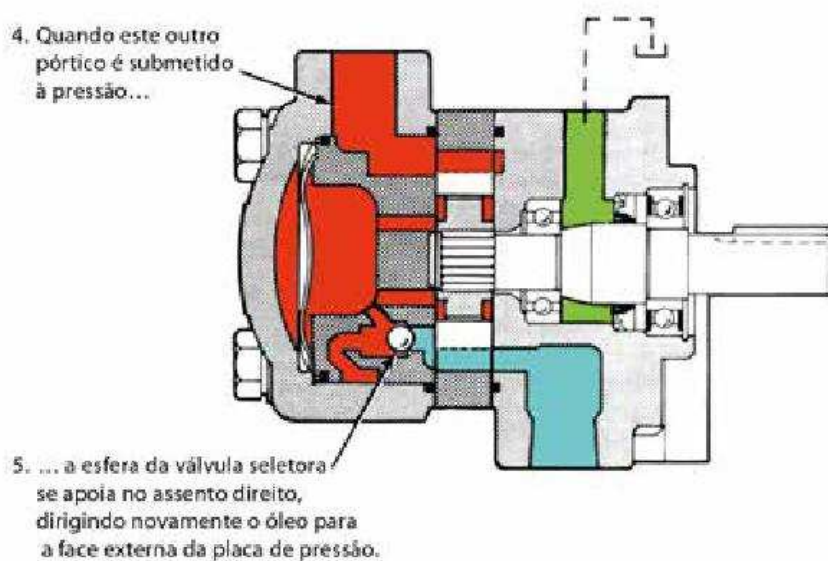 4. Quando este outro
pórtico é submetido
à pressão...
5. ... a esfera da válvula seletora
se apoia no assento direito,
dirigindo novamente o óleo para
a face externa da placa de pressão.